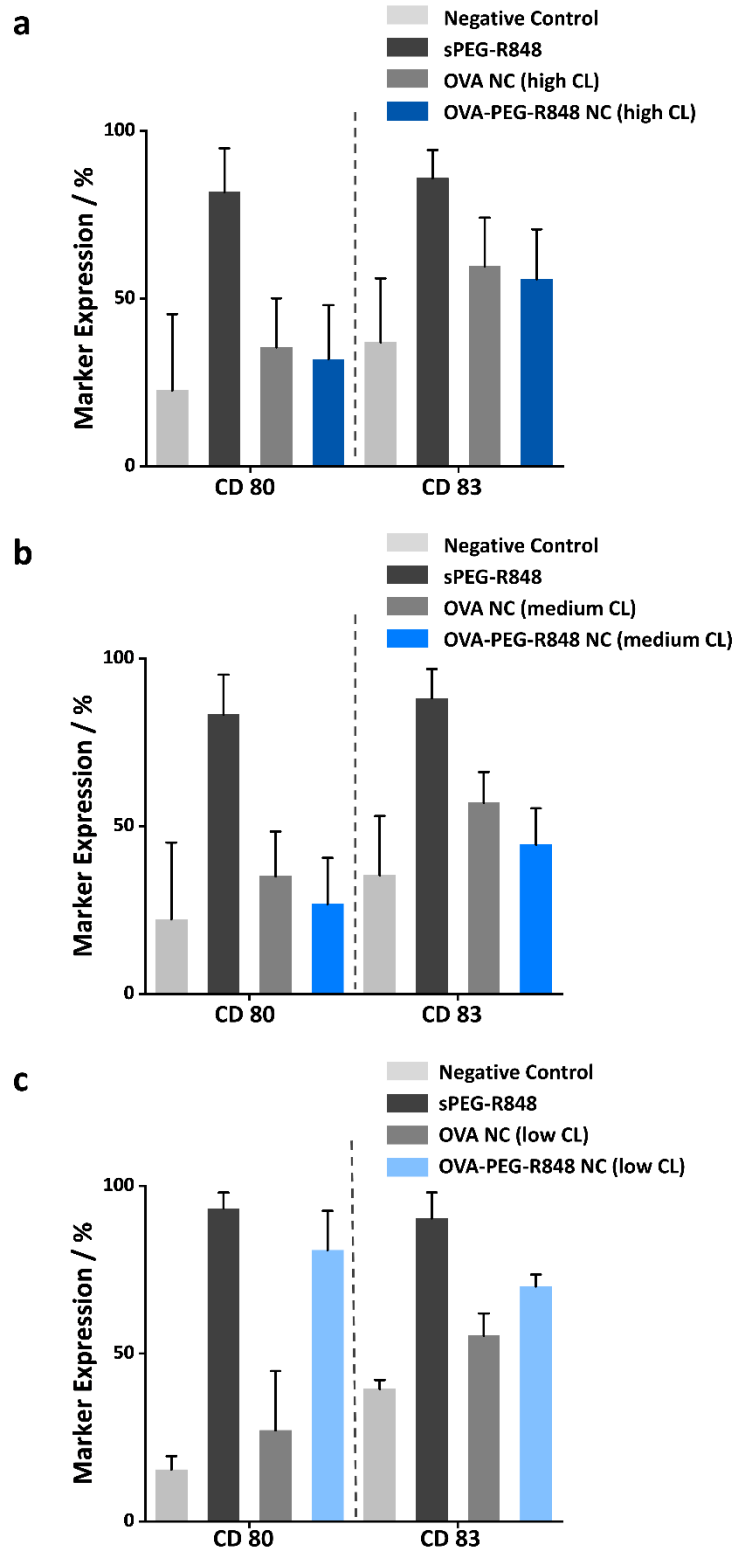 a
Negative Control
sPEG-R848
OVA NC (high CL)
OVA-PEG-R848 NC (high CL)
Marker Expression / %
100
50
0
CD 80
CD 83
b
Negative Control
sPEG-R848
OVA NC (medium CL)
OVA-PEG-R848 NC (medium CL)
Marker Expression / %
100
50
0
CD 80
CD 83
c
Negative Control
sPEG-R848
OVA NC (low CL)
OVA-PEG-R848 NC (low CL)
Marker Expression / %
100
50
0
CD 80
CD 83